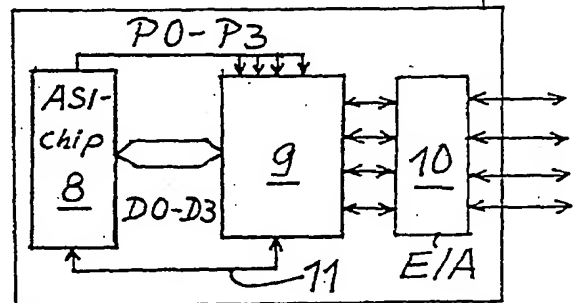 P0-P3
ASI-
chip
8
9
10
D0-D3
E/A
11